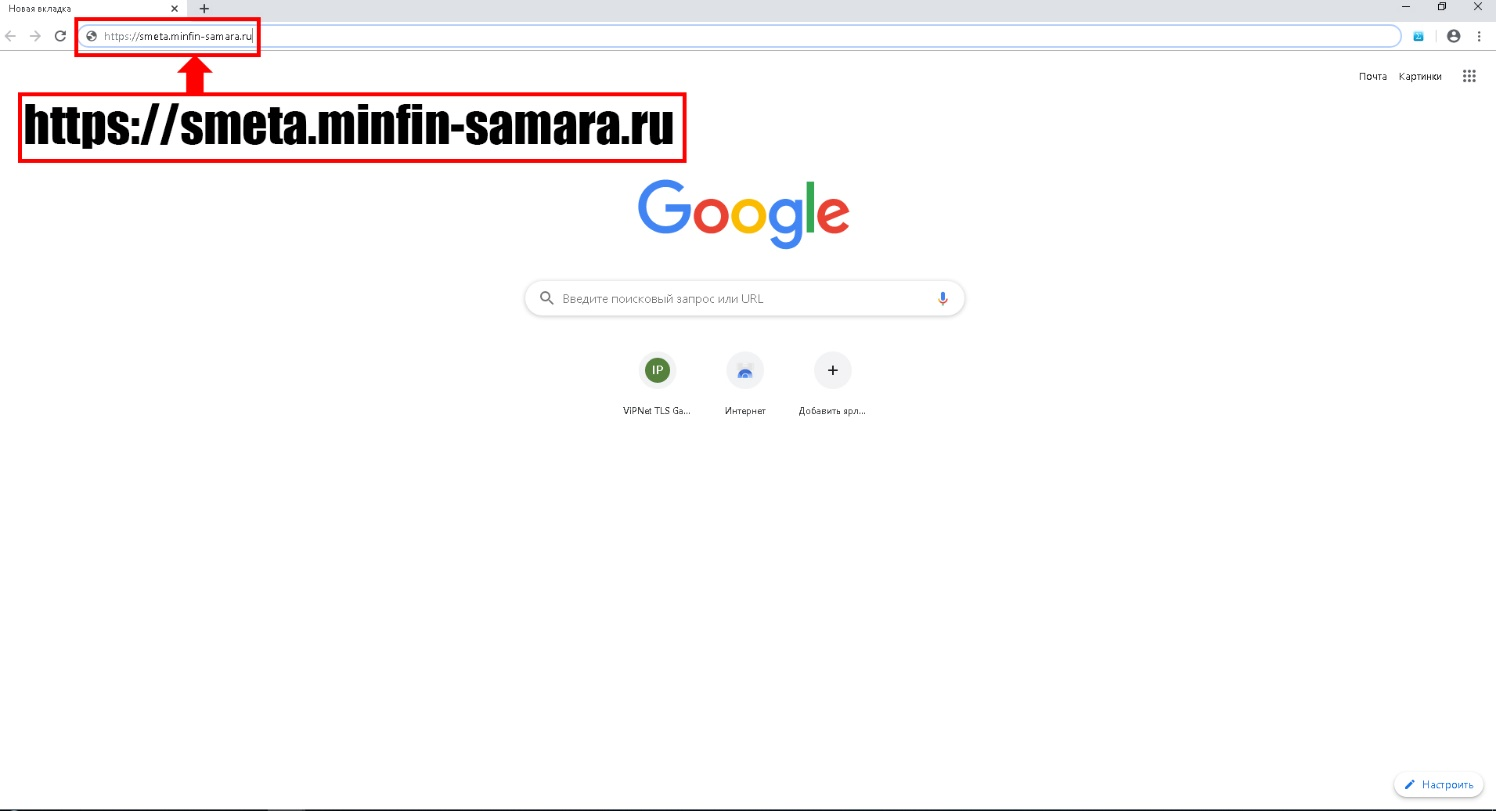 Новая вкладка
https://smeta.minfin-samara.ru
Почта Картинки
https://smeta.minfin-samara.ru
Google
Введите поисковый запрос или URL
IP
ViPNet TLS Ga... Интернет Добавить ярл...
Настроить